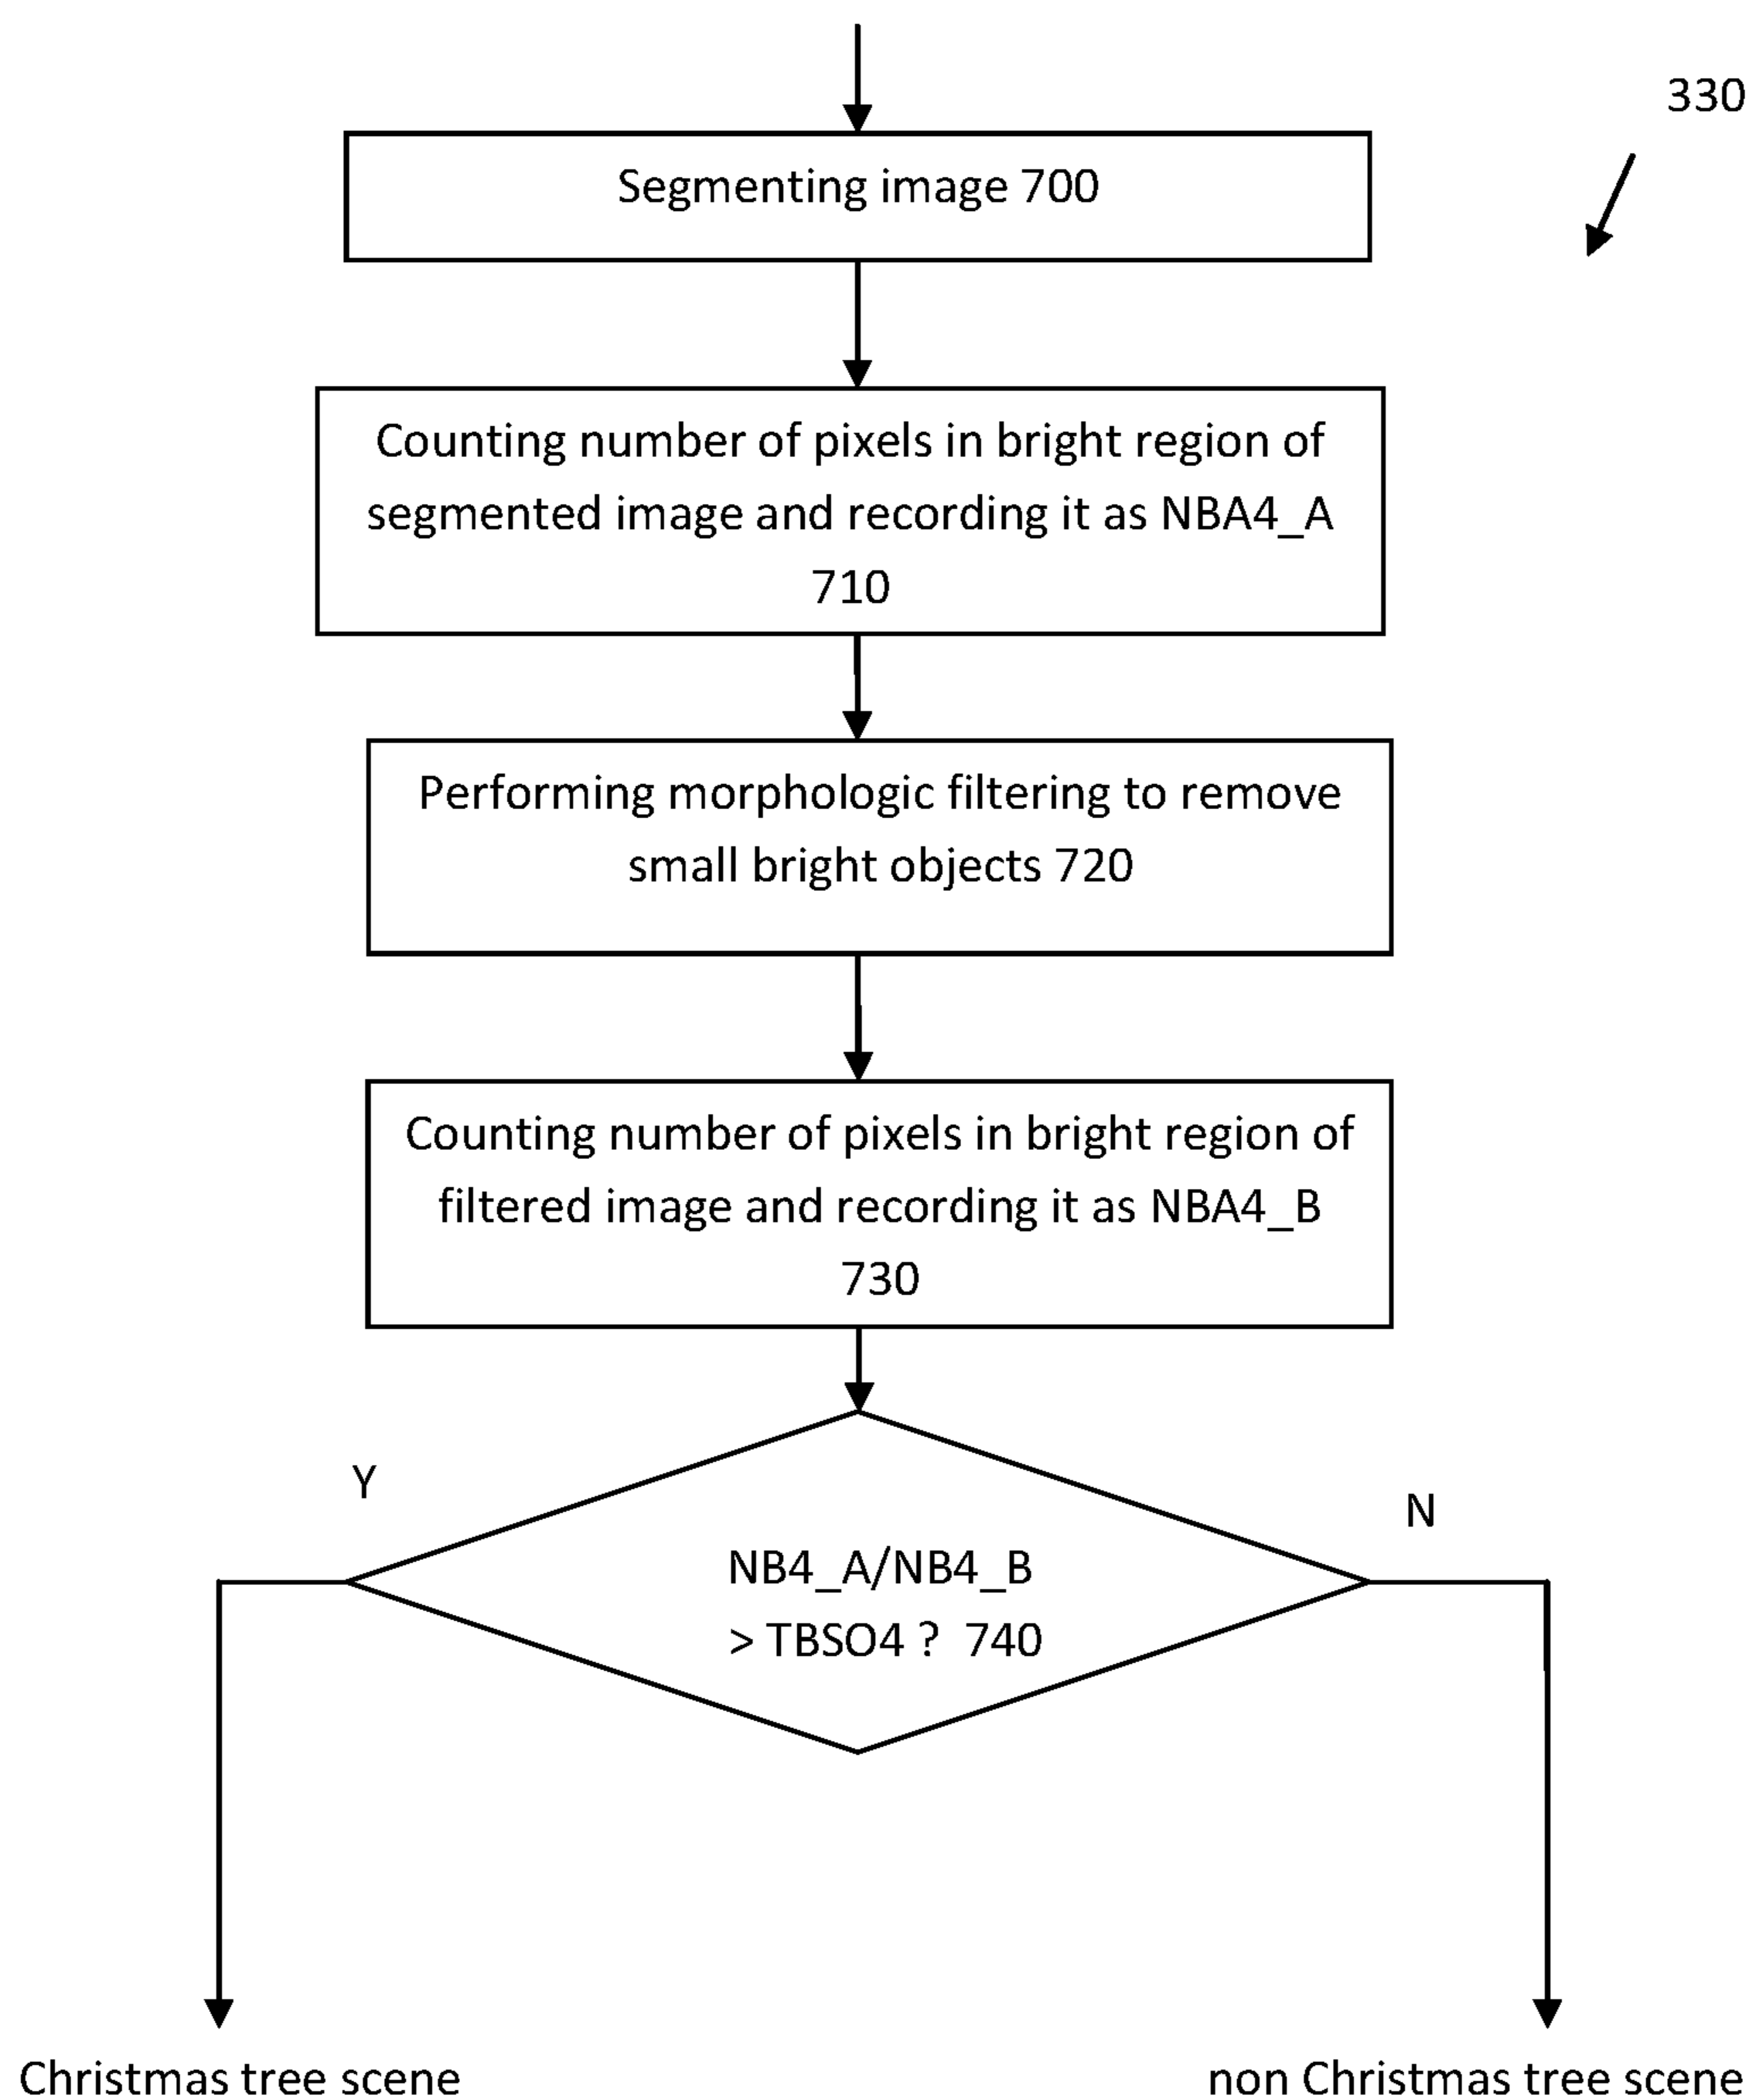 330
Segmenting image 700
Counting number of pixels in bright region of
segmented image and recording it as NBA4_A
710
Performing morphologic filtering to remove
small bright objects 720
Counting number of pixels in bright region of
filtered image and recording it as NBA4_B
730
Y
N
NB4_A/NB4_B
> TBSO4 ? 740
Christmas tree scene
non Christmas tree scene